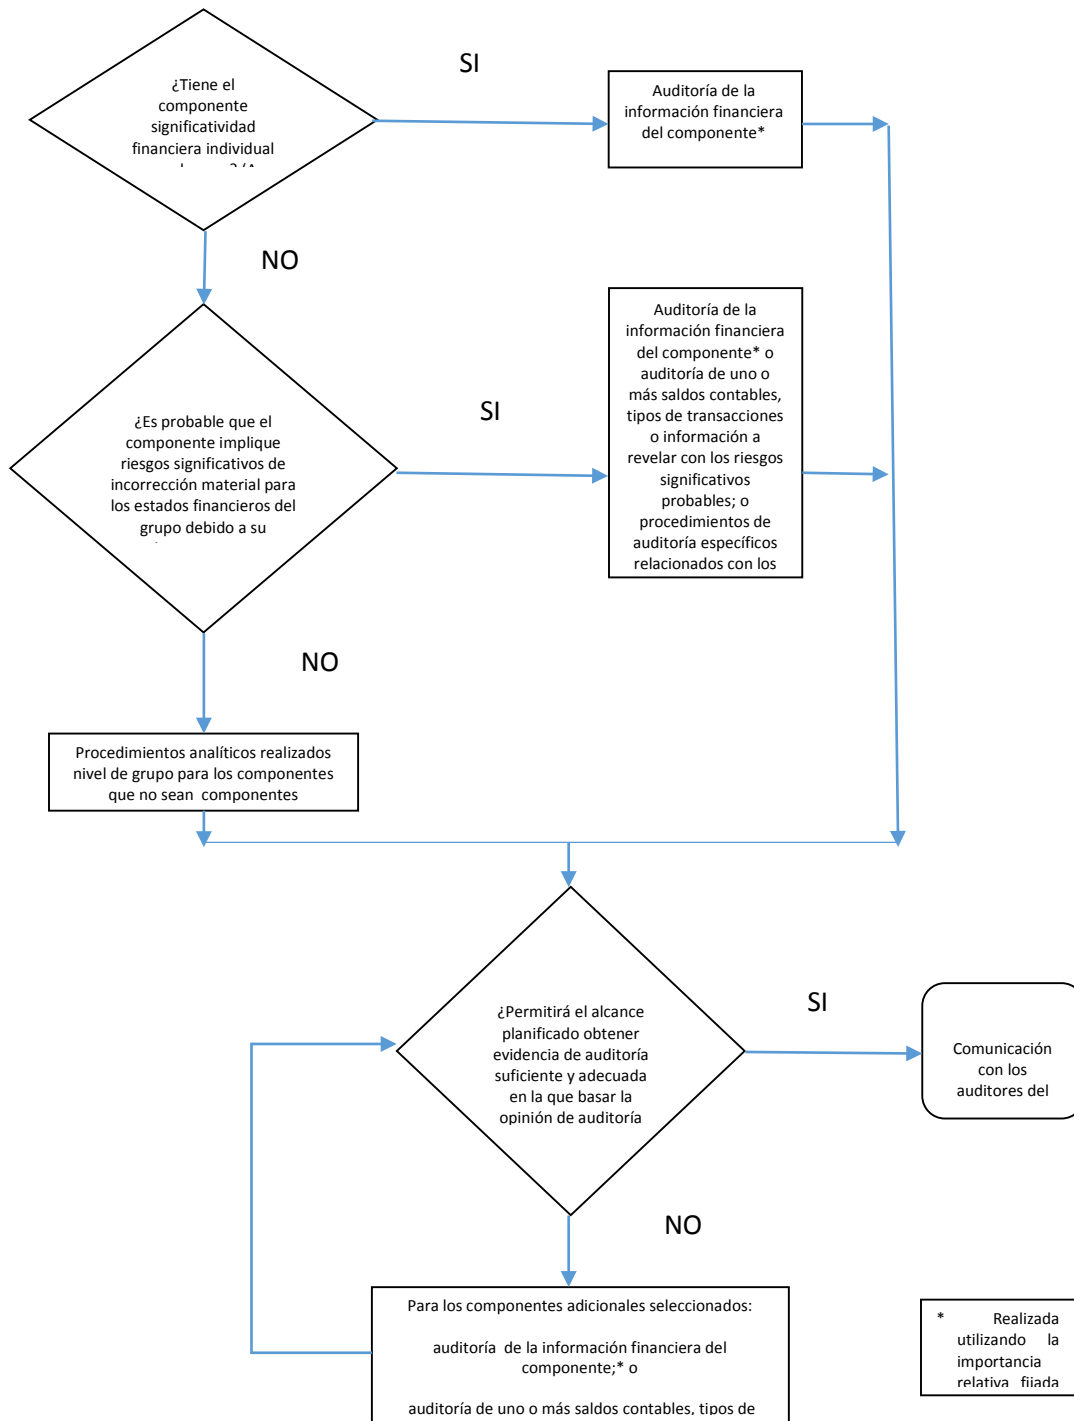 ¿Tiene el
componente
significatividad
financiera individual
SI
Auditoría de la
información financiera
del componente*
NO
¿Es probable que el
componente implique
riesgos significativos de
incorrección material para
los estados financieros del
grupo debido a su
SI
Auditoría de la
información financiera
del componente* o
auditoría de uno o
más saldos contables,
tipos de transacciones
o información a
revelar con los riesgos
significativos
probables; o
procedimientos de
auditoría específicos
relacionados con los
NO
Procedimientos analíticos realizados
nivel de grupo para los componentes
que no sean componentes
¿Permitirá el alcance
planificado obtener
evidencia de auditoría
suficiente y adecuada
en la que basar la
opinión de auditoría
SI
Comunicación
con los
auditores del
NO
Para los componentes adicionales seleccionados:
auditoría de la información financiera del
componente;* o
auditoría de uno o más saldos contables, tipos de
* Realizada
utilizando la
importancia
relativa fijada